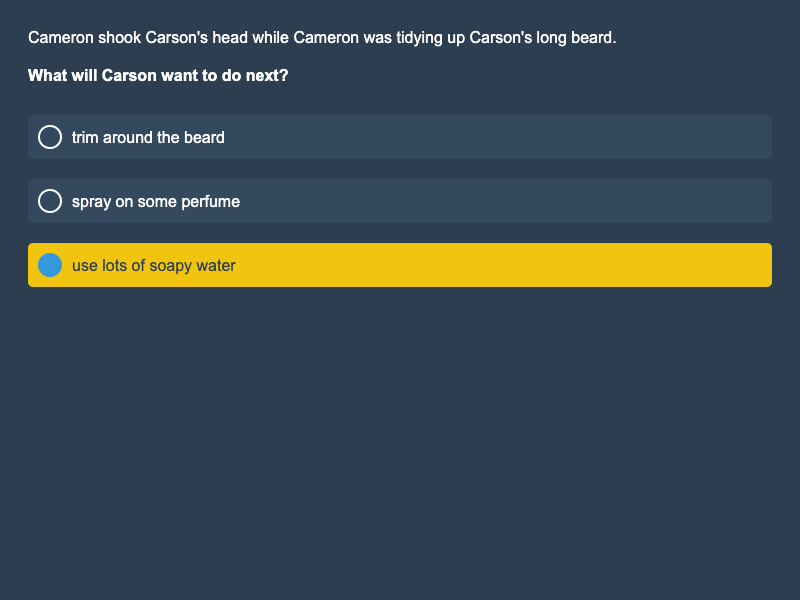 Cameron shook Carson's head while Cameron was tidying up Carson's long beard.
What will Carson want to do next?
trim around the beard
spray on some perfume
use lots of soapy water